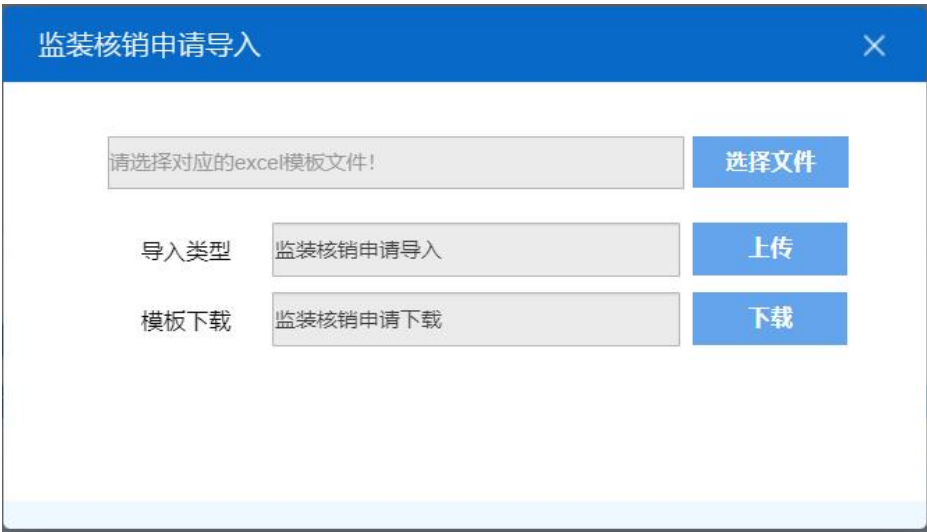 监装核销申请导入
请选择对应的excel模板文件！ 选择文件
导入类型 监装核销申请导入 上传
模板下载 监装核销申请下载 下载